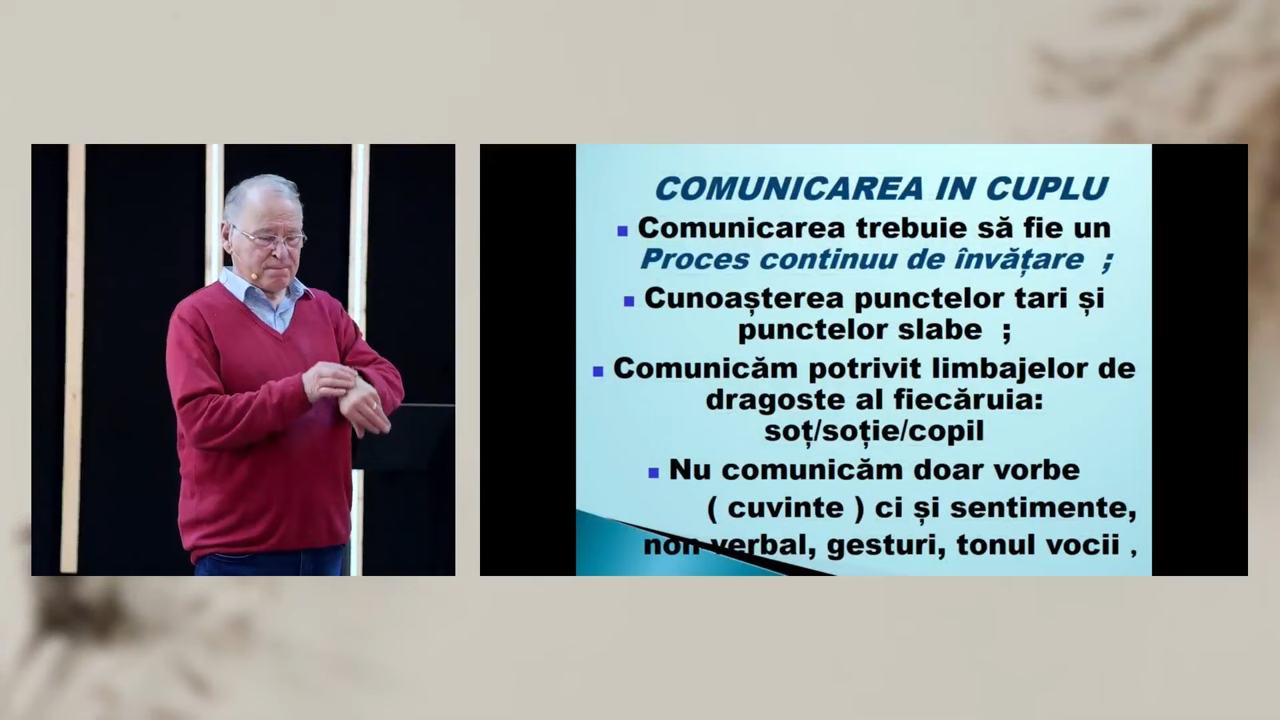 COMUNICAREA IN CUPLU
▪ Comunicarea trebuie să fie un
Proces continuu de învățare ;
▪ Cunoașterea punctelor tari și
punctelor slabe ;
▪ Comunicăm potrivit limbajelor de
dragoste al fiecăruia:
soț/soție/copil
▪ Nu comunicăm doar vorbe
( cuvinte ) ci și sentimente,
non verbal, gesturi, tonul vocii ,